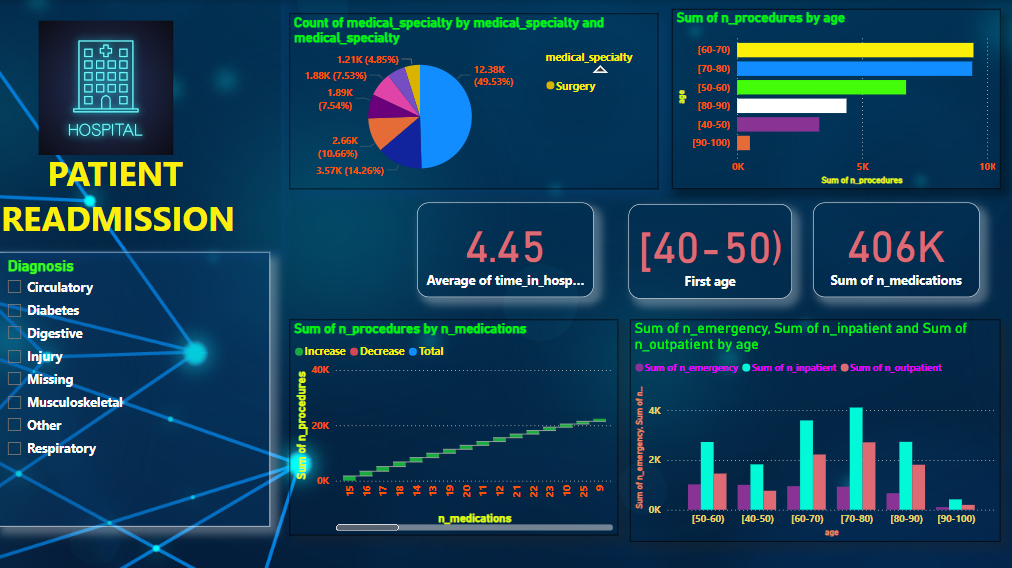 HOSPITAL
PATIENT
READMISSION
Diagnosis
Circulatory
Diabetes
Digestive
Injury
Missing
Musculoskeletal
Other
Respiratory
Count of medical_specialty by medical_specialty and
medical_specialty
1.21K (4.85%)
1.88K (7.53%)
1.89K
(7.54%)
2.66K
(10.66%)
3.57K (14.26%)
12.38K
(49.53%)
medical_specialty
Surgery
Sum of n_procedures by age
age
[60-70)
[70-80)
[50-60)
[80-90)
[40-50)
[90-100)
0K 5K 10K
Sum of n_procedures
4.45
Average of time_in_hosp...
[40-50)
First age
406K
Sum of n_medications
Sum of n_procedures by n_medications
Increase Decrease Total
Sum of n_procedures
40K
20K
0K
15 16 17 18 14 13 19 20 11 12 21 22 23 10 25 9
n_medications
Sum of n_emergency, Sum of n_inpatient and Sum of
n_outpatient by age
Sum of n_emergency Sum of n_inpatient Sum of n_outpatient
Sum of n_emergency, Sum of n...
4K
2K
0K
[50-60) [40-50) [60-70) [70-80) [80-90) [90-100)
age